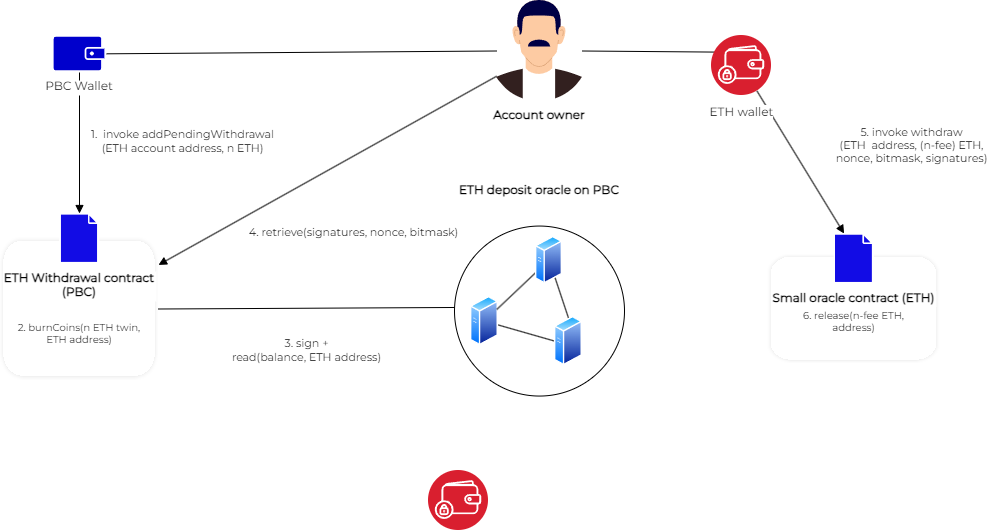 PBC Wallet
Account owner
ETH wallet
1.  invoke addPendingWithdrawal
(ETH account address, n ETH)
5. invoke withdraw
(ETH  address, (n-fee) ETH,
nonce, bitmask, signatures)
ETH deposit oracle on PBC
4. retrieve(signatures, nonce, bitmask)
ETH Withdrawal contract
(PBC)
2. burnCoins(n ETH twin,
ETH address)
3. sign +
read(balance, ETH address)
Small oracle contract (ETH)
6. release(n-fee ETH,
address)